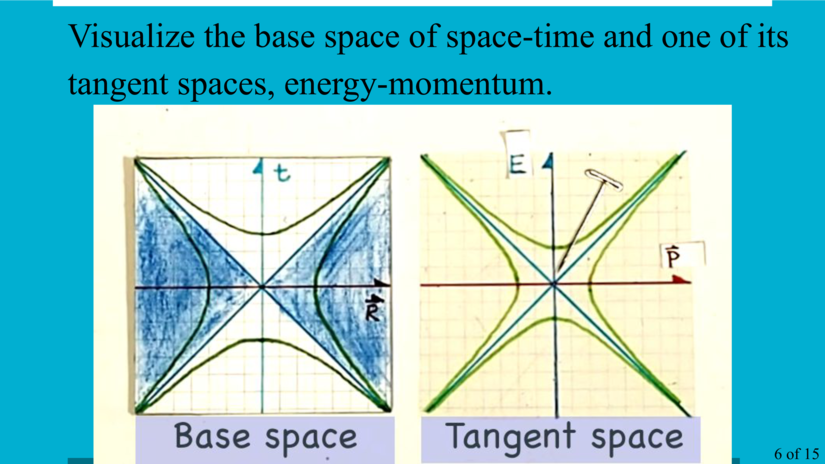 Visualize the base space of space-time and one of its
tangent spaces, energy-momentum.
t
R⃗
E
P⃗
Base space
Tangent space
6 of 15